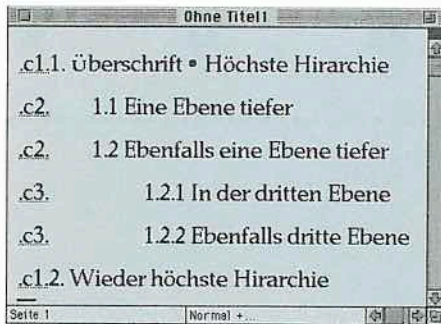 Ohne Titel1
.c1.1. Überschrift • Höchste Hirarchie
.c2. 1.1 Eine Ebene tiefer
.c2. 1.2 Ebenfalls eine Ebene tiefer
.c3. 1.2.1 In der dritten Ebene
.c3. 1.2.2 Ebenfalls dritte Ebene
.c1.2. Wieder höchste Hirarchie
Seite 1 Normal +...